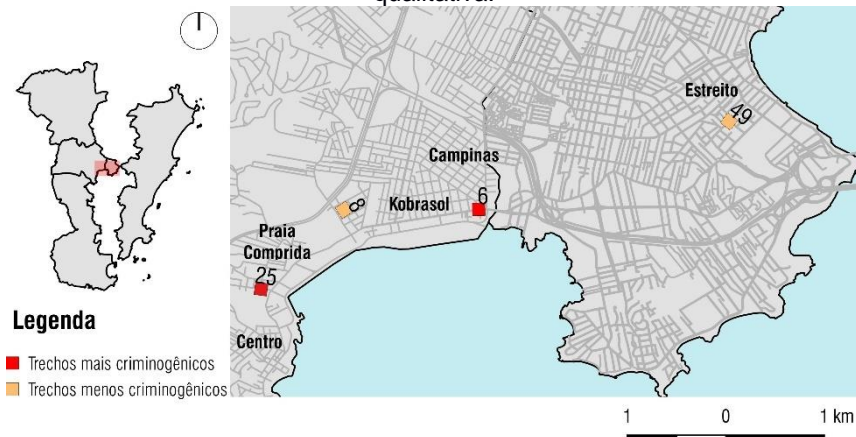 qualitativa.
Estreito
49
Campinas
6
Kobrasol
8
Praia
Comprida
25
Centro
Legenda
Trechos mais criminogênicos
Trechos menos criminogênicos
1 0 1 km